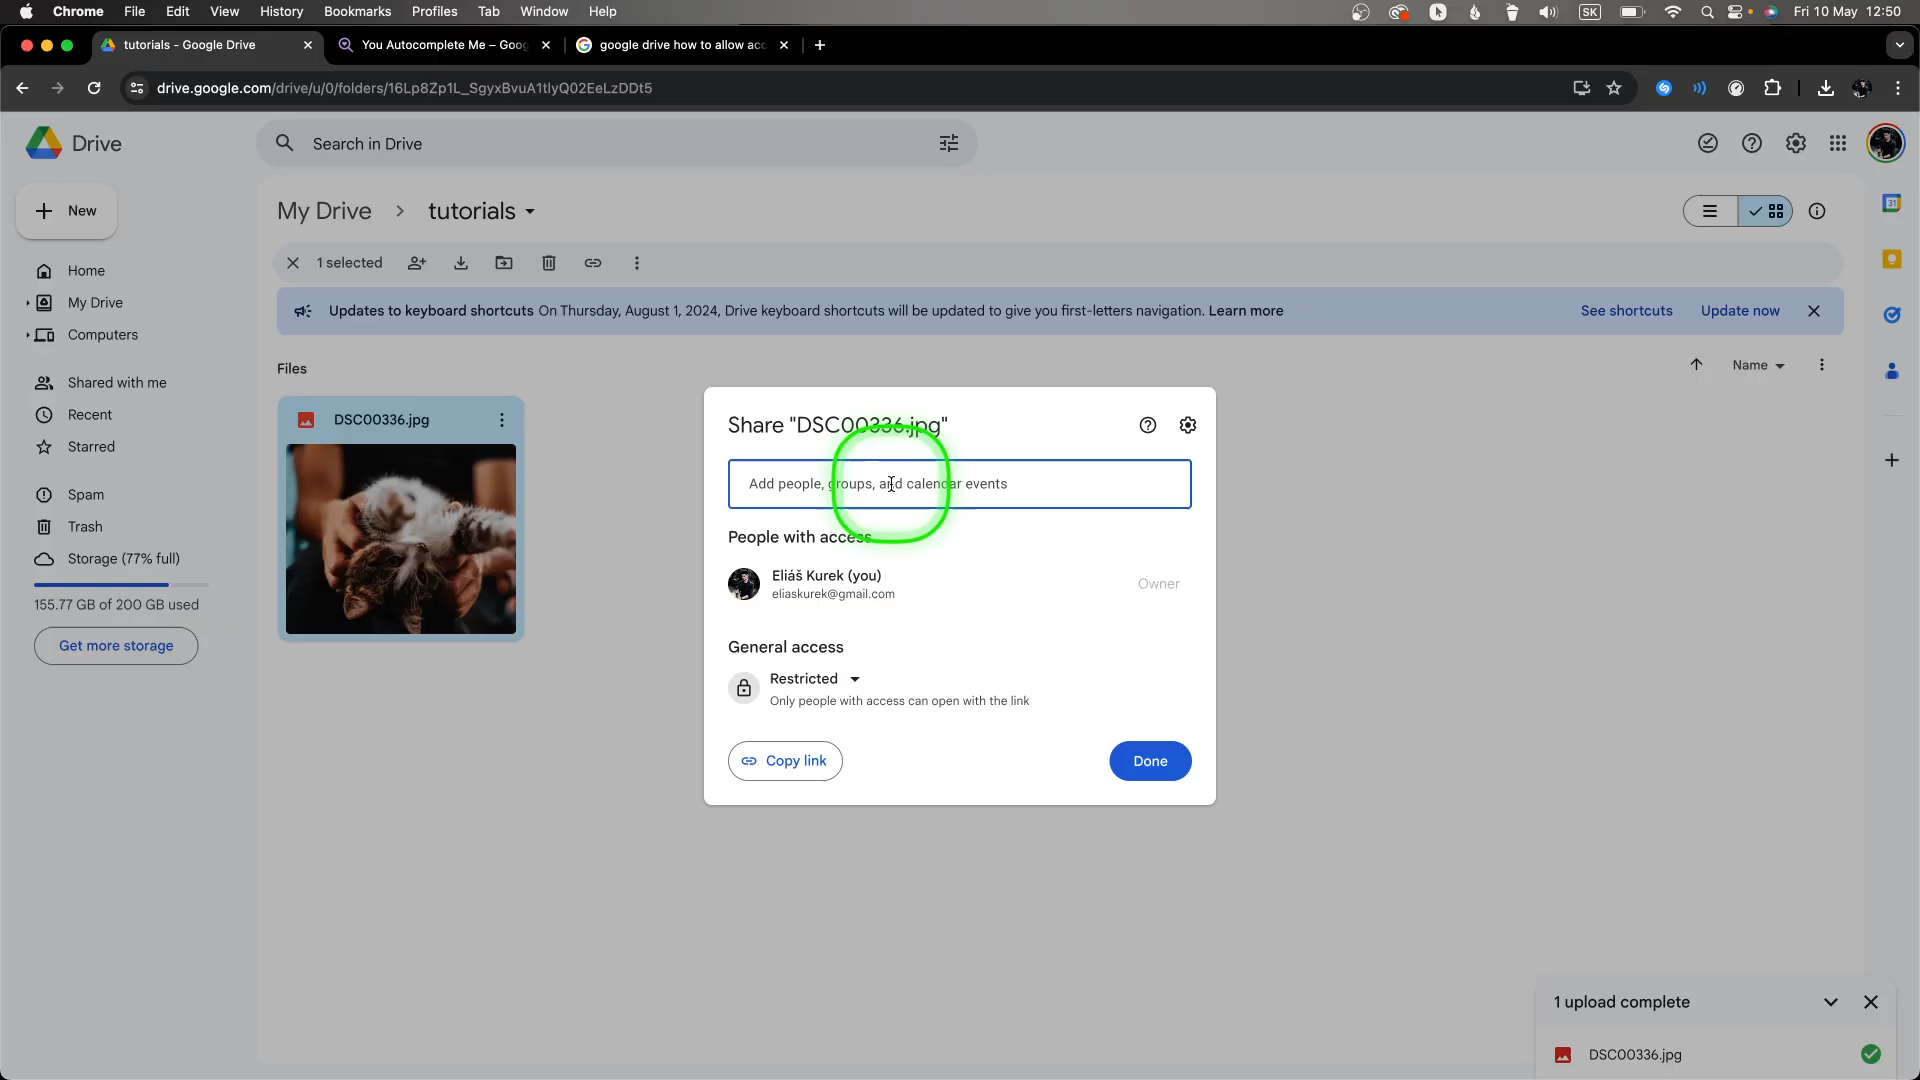 Chrome File Edit View History Bookmarks Profiles Tab Window Help SK Fri 10 May 12:50
tutorials - Google Drive You Autocomplete Me – Goog google drive how to allow acc
drive.google.com/drive/u/0/folders/16Lp8Zp1L_SgyxBvuA1tlyQ02EeLzDDt5
Drive
Search in Drive
New
My Drive > tutorials
1 selected
Home
My Drive
Computers
Shared with me
Recent
Starred
Spam
Trash
Storage (77% full)
155.77 GB of 200 GB used
Get more storage
Updates to keyboard shortcuts On Thursday, August 1, 2024, Drive keyboard shortcuts will be updated to give you first-letters navigation. Learn more See shortcuts Update now
Files
Name
DSC00336.jpg
Share "DSC00336.jpg"
Add people, groups, and calendar events
People with access
Eliáš Kurek (you)
eliaskurek@gmail.com
Owner
General access
Restricted
Only people with access can open with the link
Copy link
Done
31
1 upload complete
DSC00336.jpg